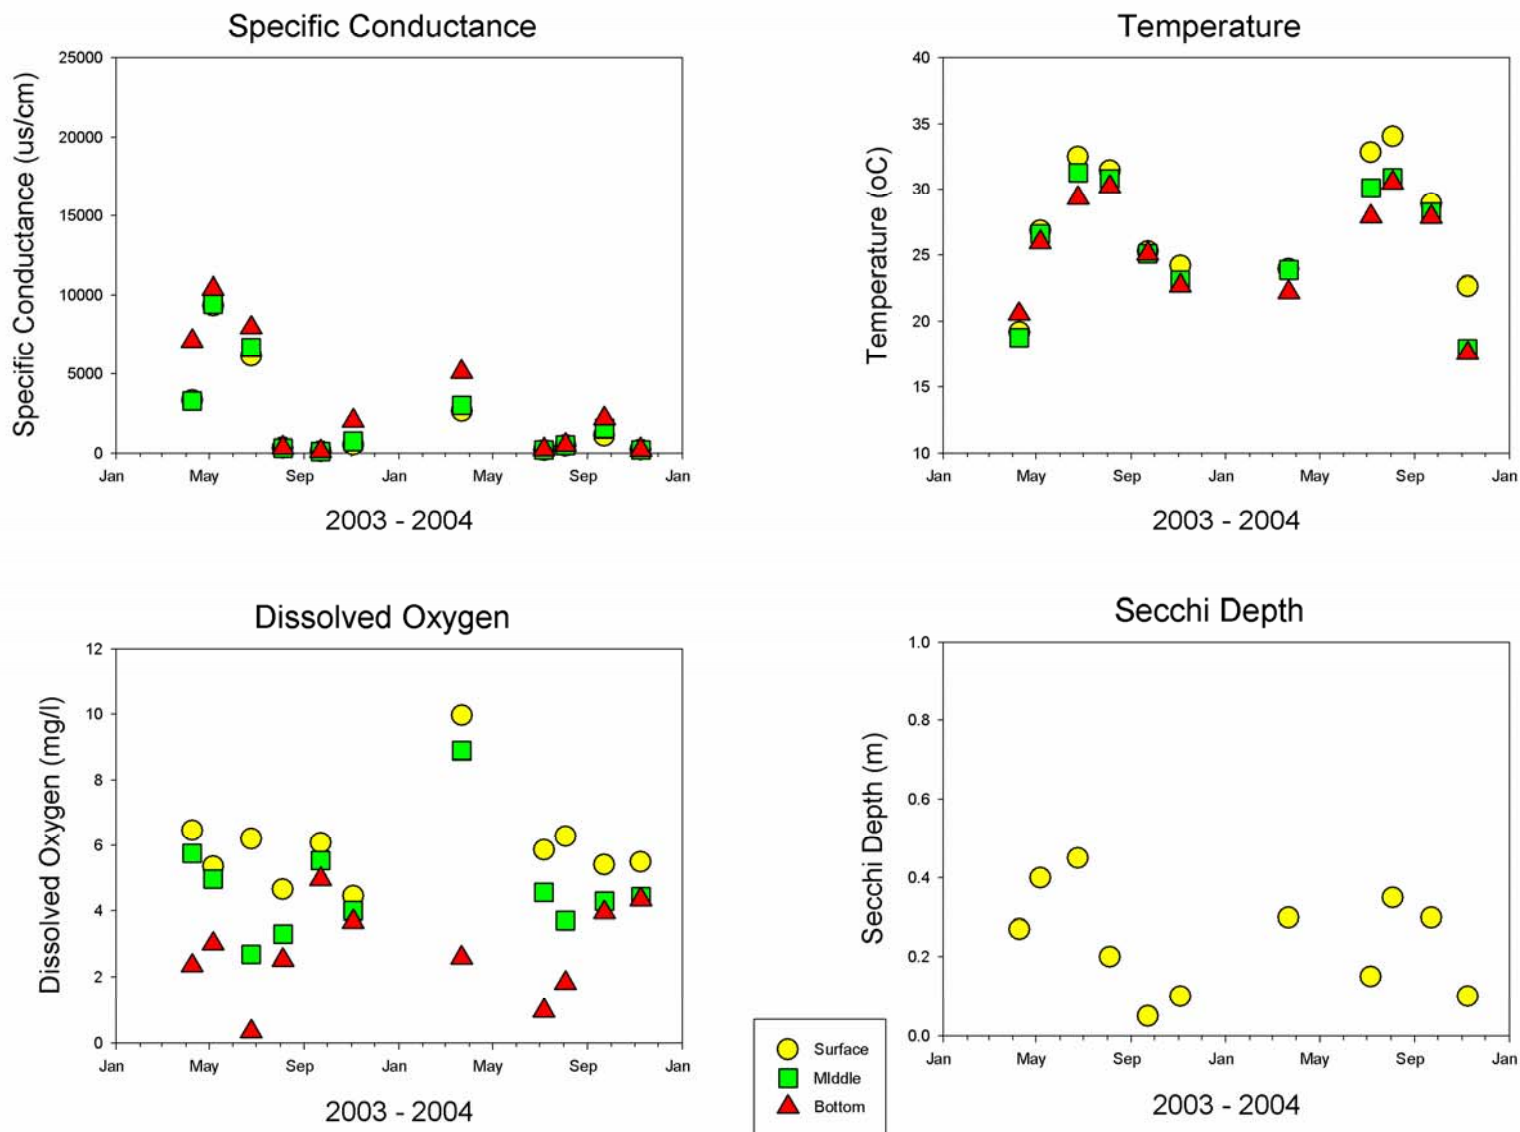 Specific Conductance
Specific Conductance (us/cm)
25000
20000
15000
10000
5000
0
Jan May Sep Jan May Sep Jan
2003 - 2004
Temperature
Temperature (oC)
40
35
30
25
20
15
10
Jan May Sep Jan May Sep Jan
2003 - 2004
Dissolved Oxygen
Dissolved Oxygen (mg/l)
12
10
8
6
4
2
0
Jan May Sep Jan May Sep Jan
2003 - 2004
Secchi Depth
Secchi Depth (m)
1.0
0.8
0.6
0.4
0.2
0.0
Jan May Sep Jan May Sep Jan
2003 - 2004
Surface
MIddle
Bottom